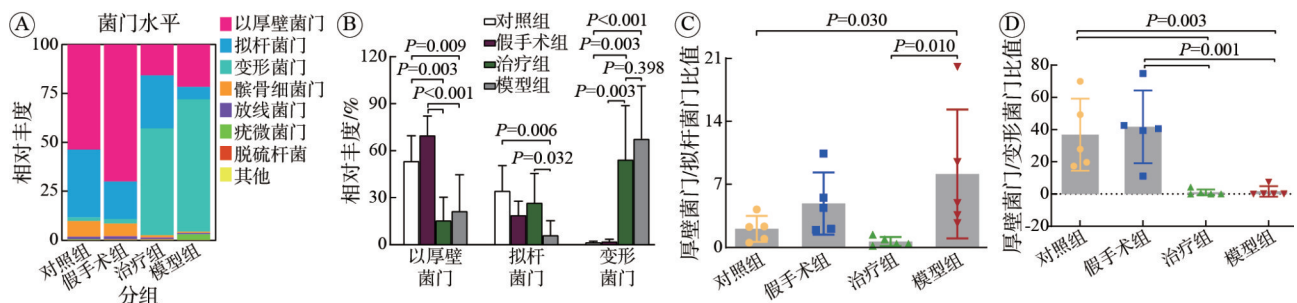 A
菌门水平
相对丰度
100
75
50
25
0
对照组
假手术组
治疗组
模型组
分组
以厚壁菌门
拟杆菌门
变形菌门
髌骨细菌门
放线菌门
疣微菌门
脱硫杆菌
其他
B
对照组
假手术组
治疗组
模型组
相对丰度/%
120
90
60
30
0
P=0.009
P=0.003
P<0.001
P=0.006
P=0.032
P<0.001
P=0.003
P=0.398
P=0.003
以厚壁
菌门
拟杆
菌门
变形
菌门
C
厚壁菌门/拟杆菌门比值
21
14
7
0
P=0.030
P=0.010
对照组
假手术组
治疗组
模型组
D
厚壁菌门/变形菌门比值
80
60
40
20
0
-20
P=0.003
P=0.001
对照组
假手术组
治疗组
模型组